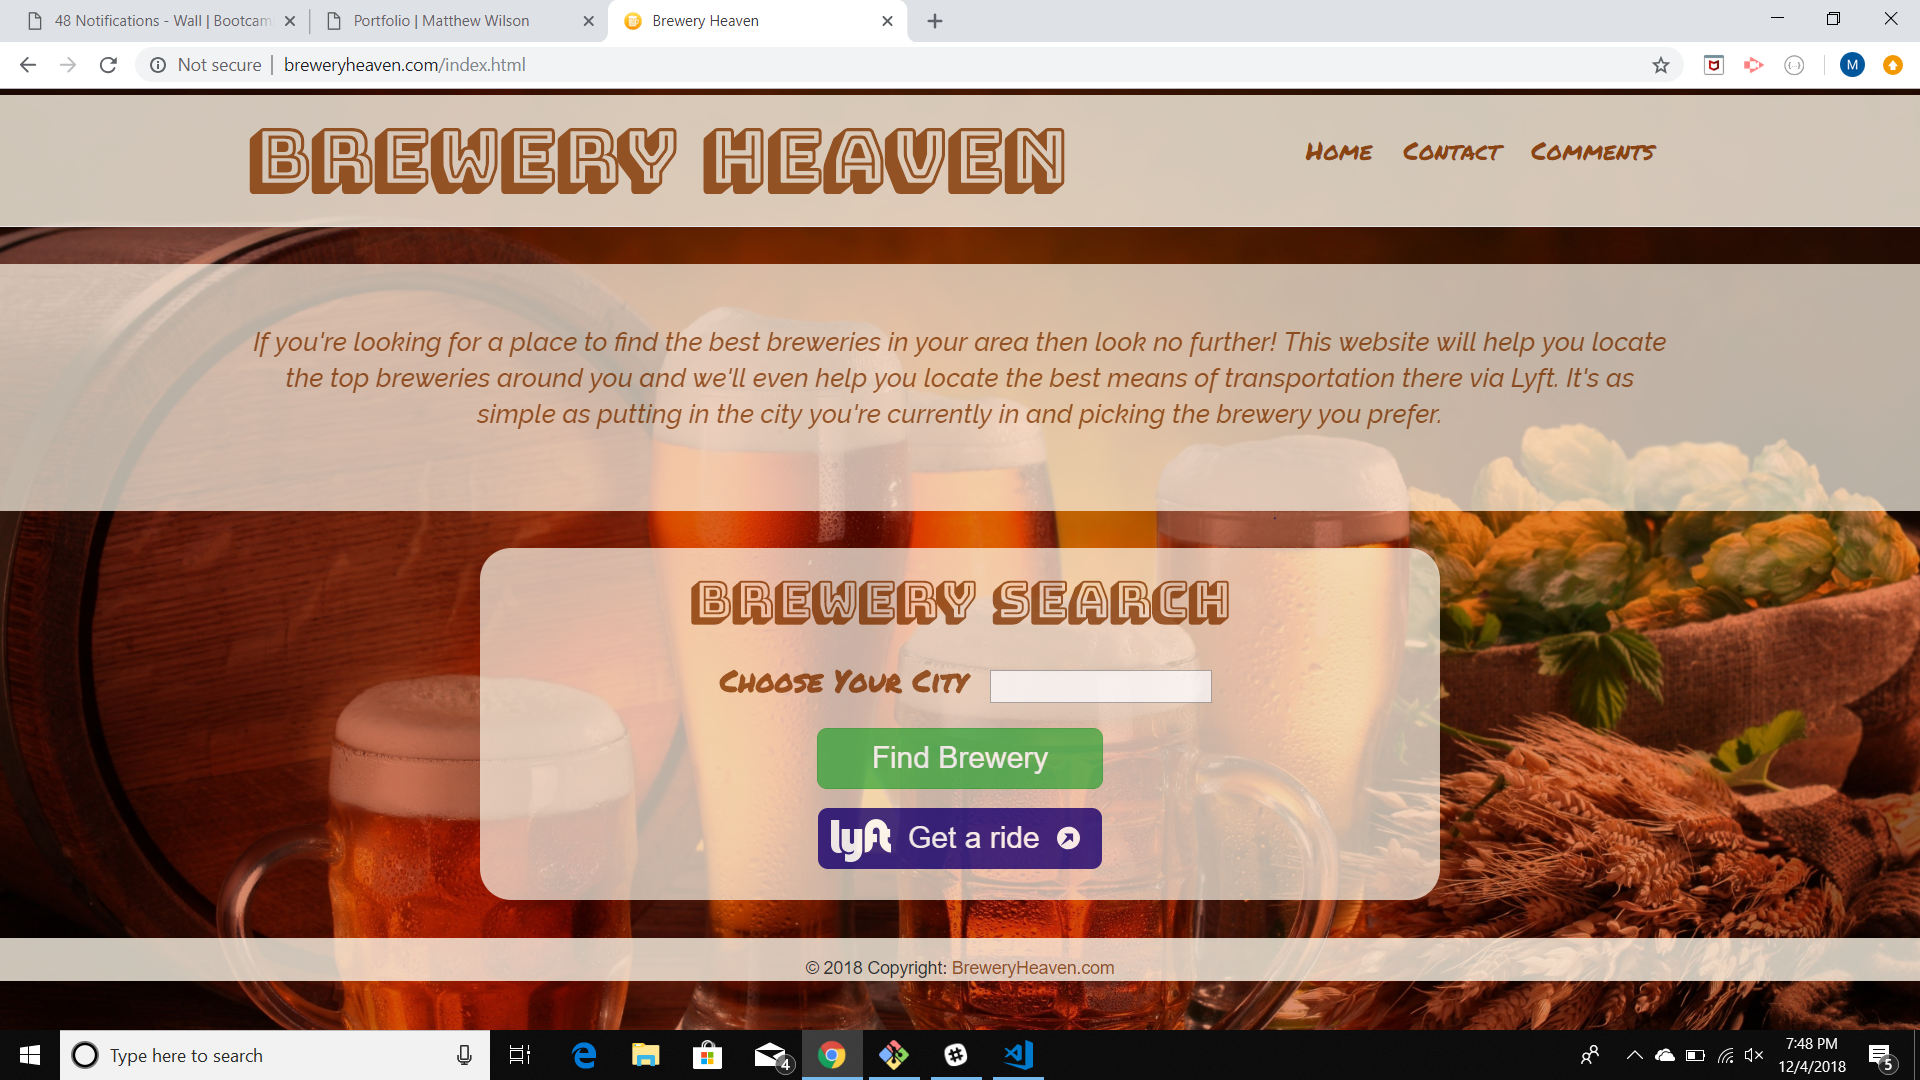 48 Notifications - Wall | Bootcam
Portfolio | Matthew Wilson
Brewery Heaven
Not secure
breweryheaven.com/index.html
M
BREWERY HEAVEN
Home
Contact
Comments
If you're looking for a place to find the best breweries in your area then look no further! This website will help you locate
the top breweries around you and we'll even help you locate the best means of transportation there via Lyft. It's as
simple as putting in the city you're currently in and picking the brewery you prefer.
BREWERY SEARCH
Choose Your City
Find Brewery
lyft Get a ride
© 2018 Copyright: BreweryHeaven.com
Type here to search
4
7:48 PM
12/4/2018
5